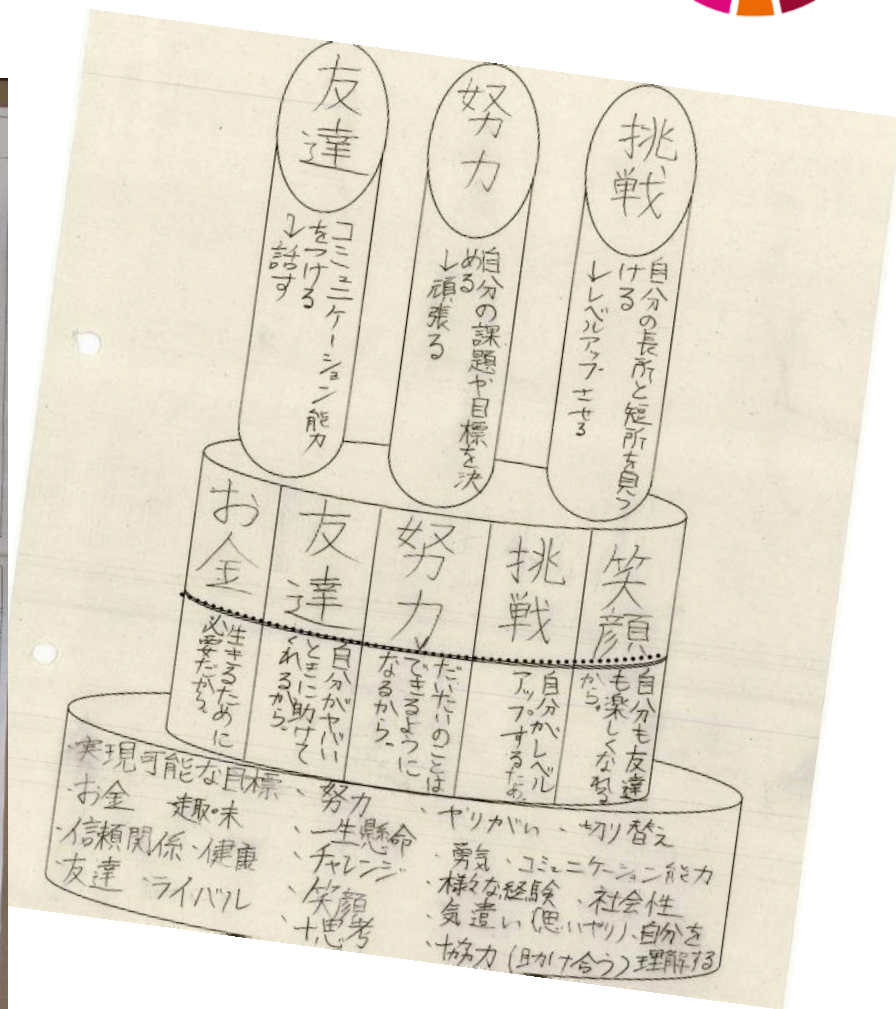 友達
コミュニケーション能力
をつける
↓話す
努力
自分の課題や目標を決
める
↓頑張る
挑戦
自分の長所と短所を見つ
ける
↓レベルアップさせる
お金
生きるために
必要だから。
友達
自分がヤバい
ときに助けて
くれるから。
努力
だいたいのことは
できるように
なるから。
挑戦
自分がレベル
アップするため
笑顔
自分も友達
も楽しくなれる
から。
・実現可能な目標
・お金 ・趣味
・信頼関係 ・健康
・友達 ・ライバル
・努力
・一生懸命
・チャレンジ
・笑顔
・+思考
・ヤリがい ・切り替え
・勇気 ・コミュニケーション能力
・様々な経験 ・社会性
・気遣い(思いヤリ) ・自分を
理解する
・協力(助け合う)